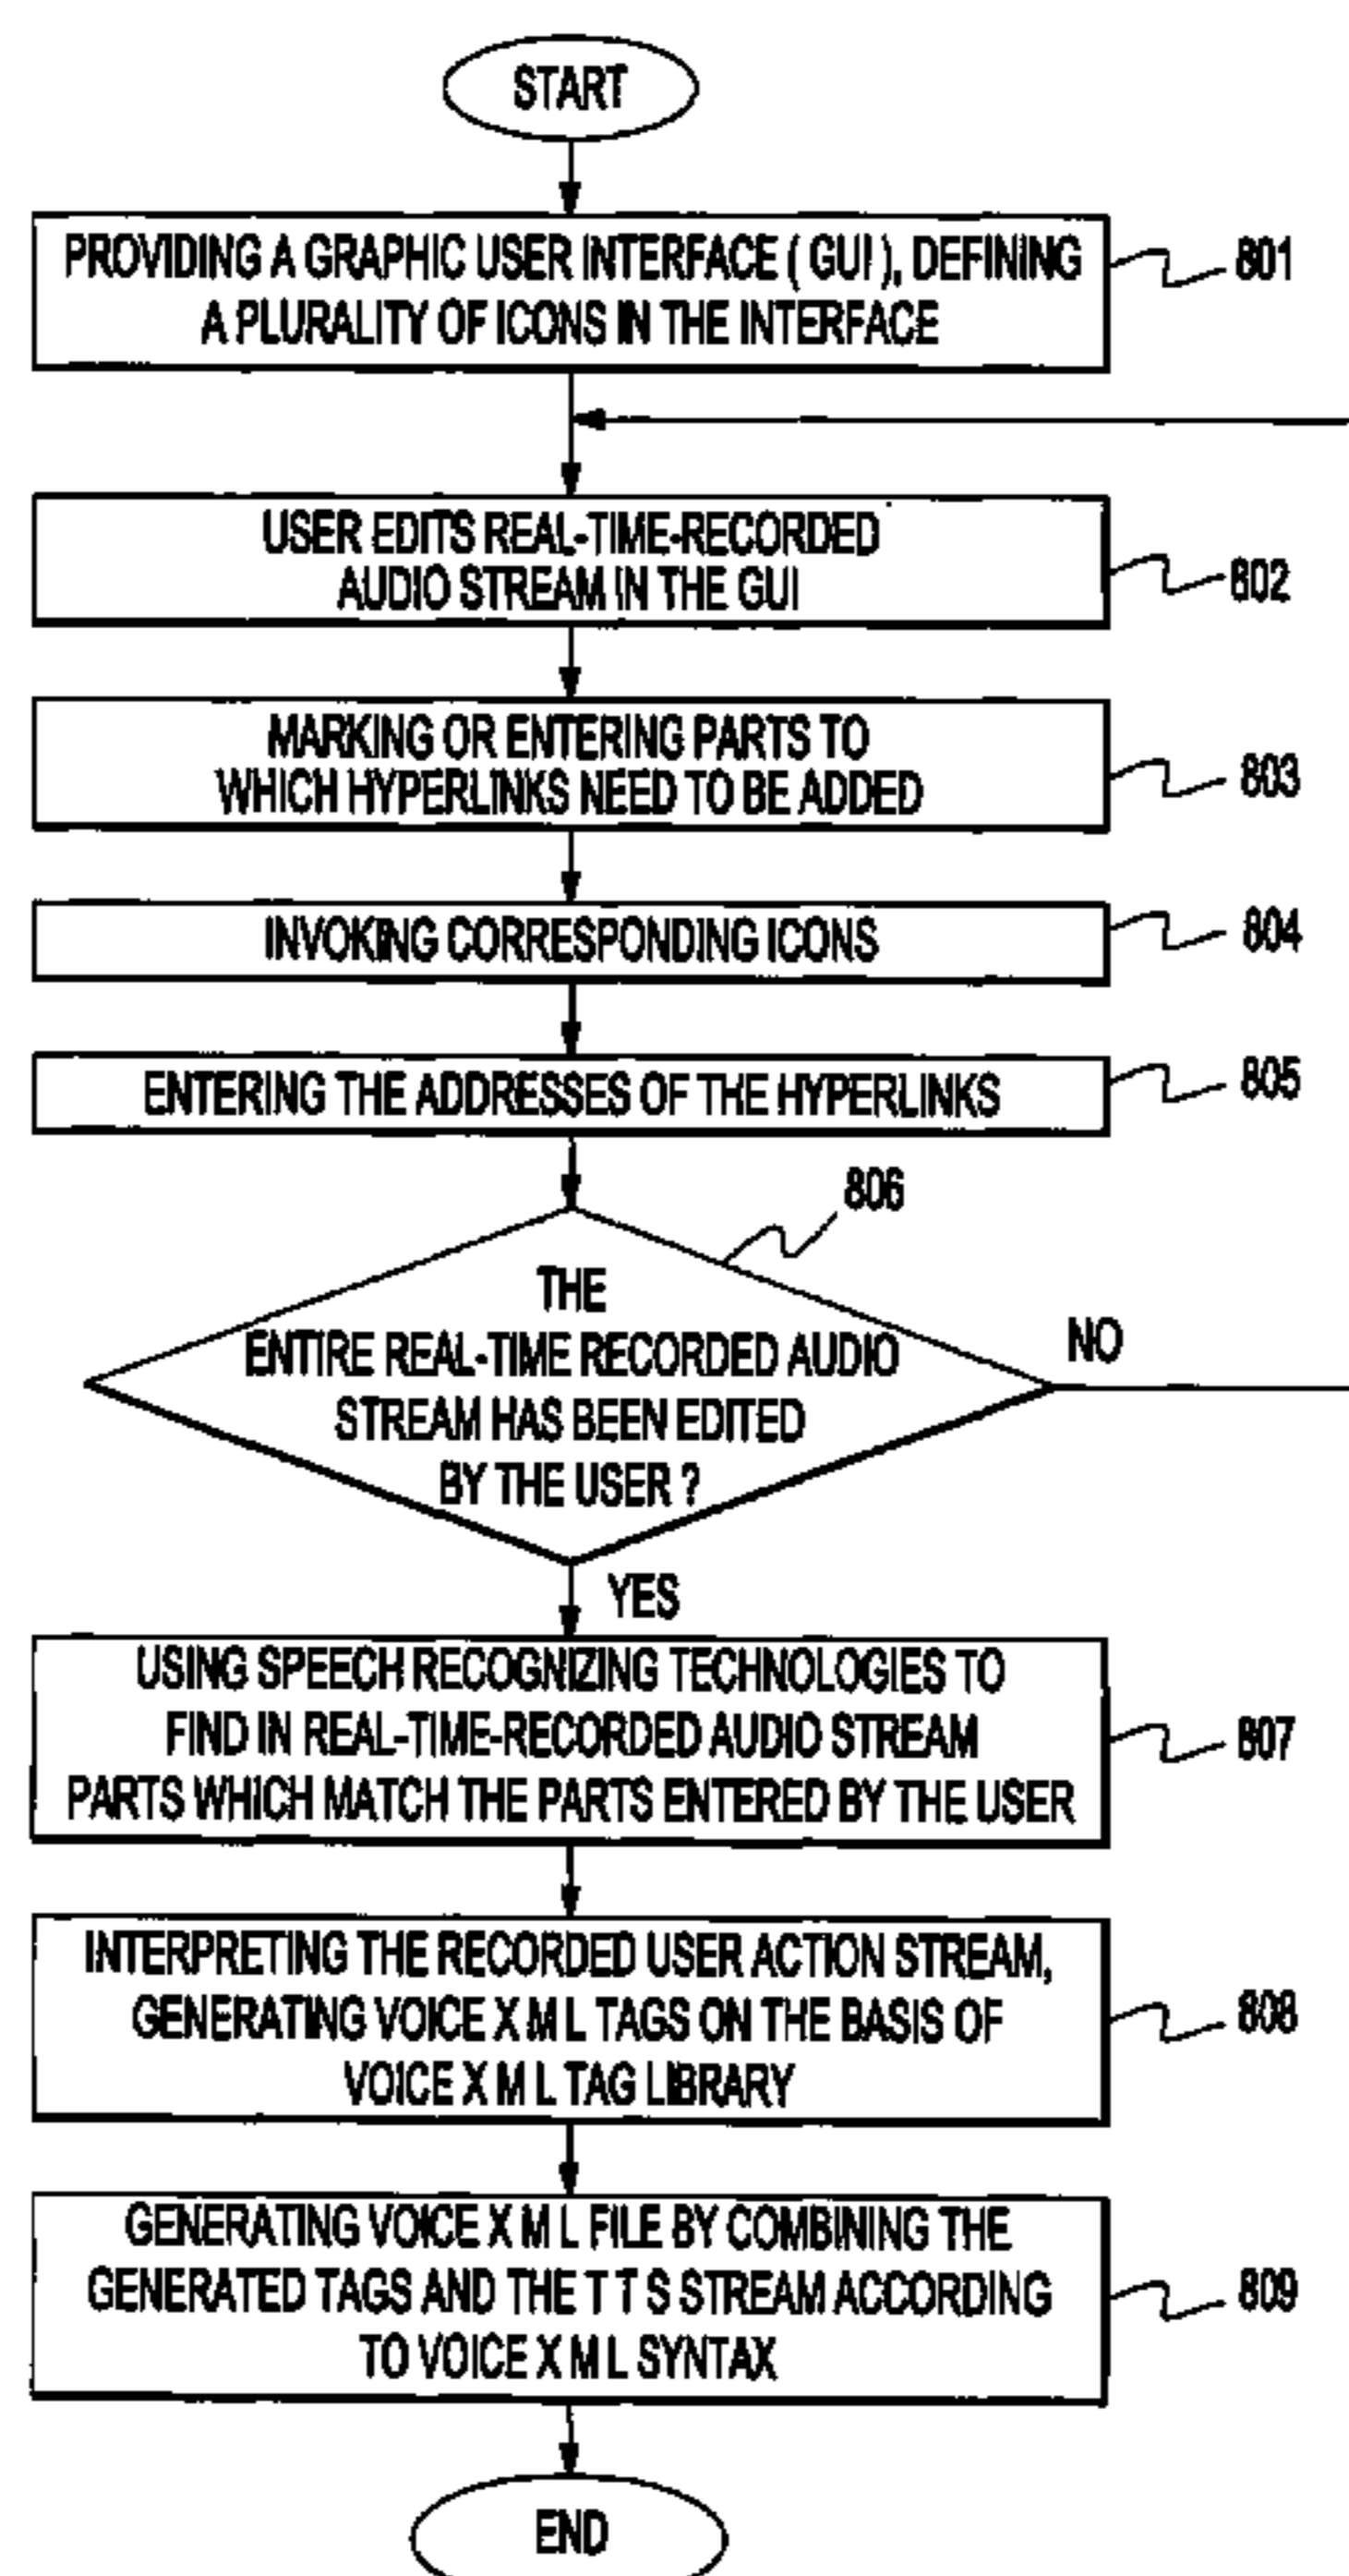 START
PROVIDING A GRAPHIC USER INTERFACE ( GUI ), DEFINING
A PLURALITY OF ICONS IN THE INTERFACE
801
USER EDITS REAL-TIME-RECORDED
AUDIO STREAM IN THE GUI
802
MARKING OR ENTERING PARTS TO
WHICH HYPERLINKS NEED TO BE ADDED
803
INVOKING CORRESPONDING ICONS
804
ENTERING THE ADDRESSES OF THE HYPERLINKS
805
806
THE
ENTIRE REAL-TIME RECORDED AUDIO
STREAM HAS BEEN EDITED
BY THE USER ?
NO
YES
USING SPEECH RECOGNIZING TECHNOLOGIES TO
FIND IN REAL-TIME-RECORDED AUDIO STREAM
PARTS WHICH MATCH THE PARTS ENTERED BY THE USER
807
INTERPRETING THE RECORDED USER ACTION STREAM,
GENERATING VOICE X M L TAGS ON THE BASIS OF
VOICE X M L TAG LIBRARY
808
GENERATING VOICE X M L FILE BY COMBINING THE
GENERATED TAGS AND THE T T S STREAM ACCORDING
TO VOICE X M L SYNTAX
809
END